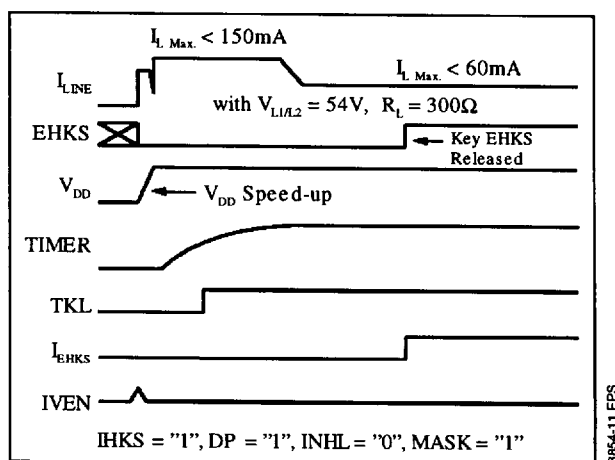 I_L Max. < 150mA
I_LINE
I_L Max. < 60mA
with V_L1/L2 = 54V, R_L = 300Ω
EHKS
Key EHKS
Released
V_DD
V_DD Speed-up
TIMER
TKL
I_EHKS
IVEN
IHKS = "1", DP = "1", INHL = "0", MASK = "1"